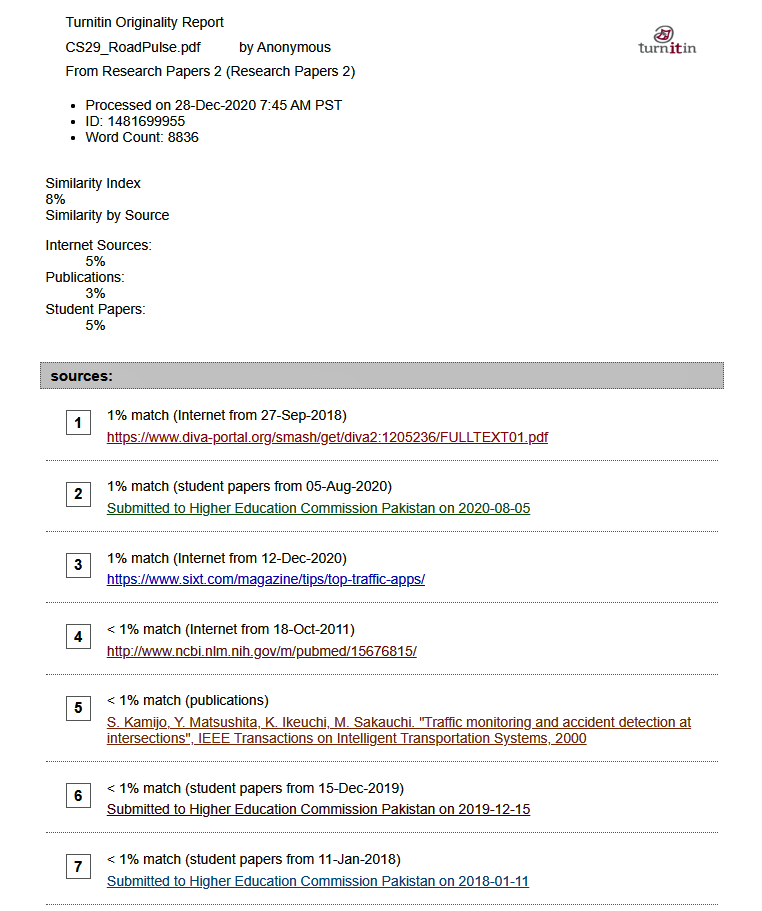 Turnitin Originality Report
CS29_RoadPulse.pdf by Anonymous
turnitin
From Research Papers 2 (Research Papers 2)
Processed on 28-Dec-2020 7:45 AM PST
ID: 1481699955
Word Count: 8836
Similarity Index
8%
Similarity by Source
Internet Sources:
5%
Publications:
3%
Student Papers:
5%
sources:
1
1% match (Internet from 27-Sep-2018)
https://www.diva-portal.org/smash/get/diva2:1205236/FULLTEXT01.pdf
2
1% match (student papers from 05-Aug-2020)
Submitted to Higher Education Commission Pakistan on 2020-08-05
3
1% match (Internet from 12-Dec-2020)
https://www.sixt.com/magazine/tips/top-traffic-apps/
4
< 1% match (Internet from 18-Oct-2011)
http://www.ncbi.nlm.nih.gov/m/pubmed/15676815/
5
< 1% match (publications)
S. Kamijo, Y. Matsushita, K. Ikeuchi, M. Sakauchi. "Traffic monitoring and accident detection at
intersections", IEEE Transactions on Intelligent Transportation Systems, 2000
6
< 1% match (student papers from 15-Dec-2019)
Submitted to Higher Education Commission Pakistan on 2019-12-15
7
< 1% match (student papers from 11-Jan-2018)
Submitted to Higher Education Commission Pakistan on 2018-01-11